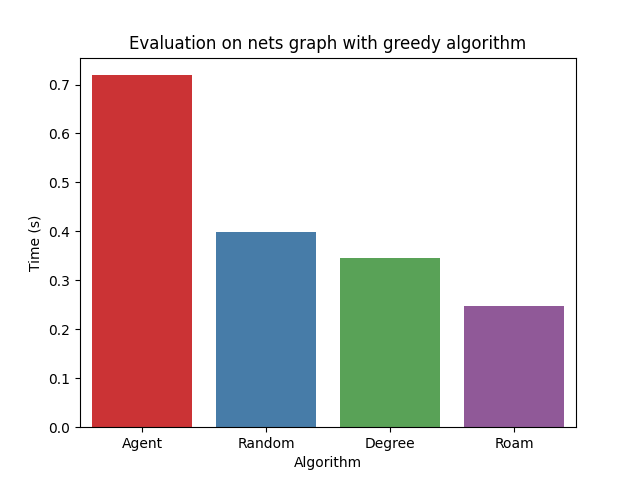 Evaluation on nets graph with greedy algorithm
Time (s)
0.7
0.6
0.5
0.4
0.3
0.2
0.1
0.0
Agent Random Degree Roam
Algorithm